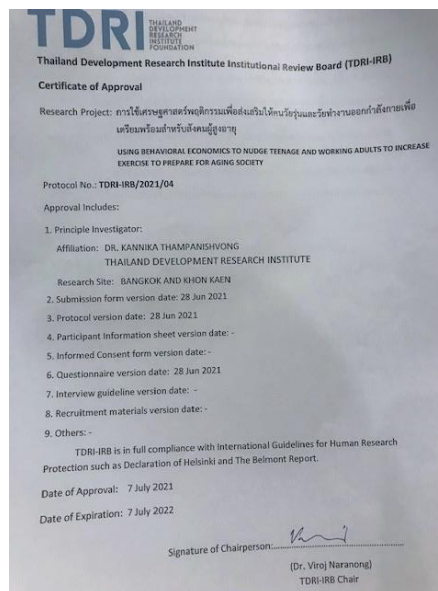 TDRI
THAILAND
DEVELOPMENT
RESEARCH
INSTITUTE
FOUNDATION
Thailand Development Research Institute Institutional Review Board (TDRI-IRB)
Certificate of Approval
Research Project: การใช้เศรษฐศาสตร์พฤติกรรมเพื่อส่งเสริมให้คนวัยรุ่นและวัยทำงานออกกำลังกายเพื่อ
เตรียมพร้อมสำหรับสังคมผู้สูงอายุ
USING BEHAVIORAL ECONOMICS TO NUDGE TEENAGE AND WORKING ADULTS TO INCREASE
EXERCISE TO PREPARE FOR AGING SOCIETY
Protocol No.: TDRI-IRB/2021/04
Approval Includes:
1. Principle Investigator:
Affiliation: DR. KANNIKA THAMPANISHVONG
THAILAND DEVELOPMENT RESEARCH INSTITUTE
Research Site: BANGKOK AND KHON KAEN
2. Submission form version date: 28 Jun 2021
3. Protocol version date: 28 Jun 2021
4. Participant Information sheet version date: -
5. Informed Consent form version date: -
6. Questionnaire version date: 28 Jun 2021
7. Interview guideline version date: -
8. Recruitment materials version date: -
9. Others: -
TDRI-IRB is in full compliance with International Guidelines for Human Research
Protection such as Declaration of Helsinki and The Belmont Report.
Date of Approval: 7 July 2021
Date of Expiration: 7 July 2022
Signature of Chairperson:
(Dr. Viroj Naranong)
TDRI-IRB Chair